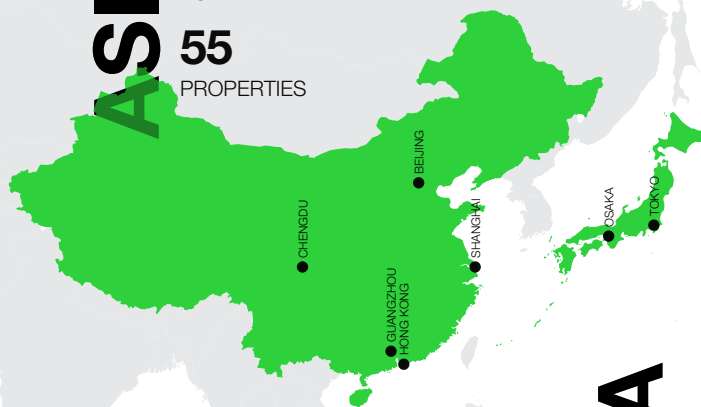 ASI
55
PROPERTIES
BEIJING
CHENGDU
SHANGHAI
OSAKA
TOKYO
GUANGZHOU
HONG KONG
A